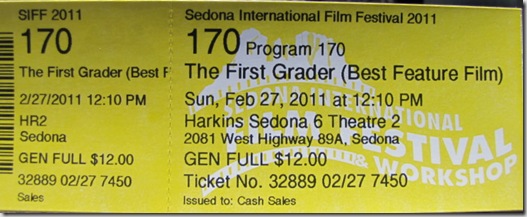 SIFF 2011
170
The First Grader (Best F
2/27/2011 12:10 PM
HR2
Sedona
GEN FULL $12.00
32889 02/27 7450
Sales
Sedona International Film Festival 2011
170 Program 170
The First Grader (Best Feature Film)
Sun, Feb 27, 2011 at 12:10 PM
Harkins Sedona 6 Theatre 2
2081 West Highway 89A, Sedona
GEN FULL $12.00
Ticket No. 32889 02/27 7450
Issued to: Cash Sales
SEDONA INTERNATIONAL
FILM FESTIVAL
& WORKSHOP